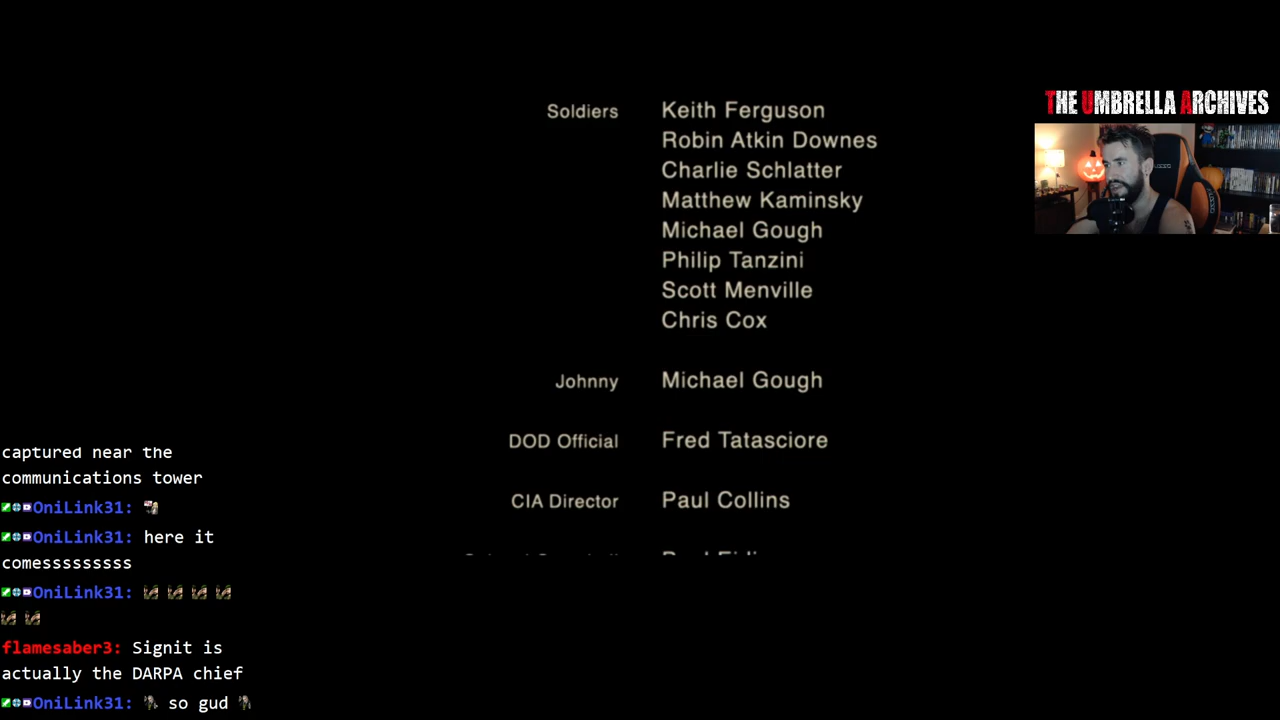 THE UMBRELLA ARCHIVES
Soldiers Keith Ferguson
Robin Atkin Downes
Charlie Schlatter
Matthew Kaminsky
Michael Gough
Philip Tanzini
Scott Menville
Chris Cox
Johnny Michael Gough
DOD Official Fred Tatasciore
CIA Director Paul Collins
captured near the
communications tower
OniLink31:
OniLink31: here it
comesssssssss
OniLink31:
flamesaber3: Signit is
actually the DARPA chief
OniLink31: so gud